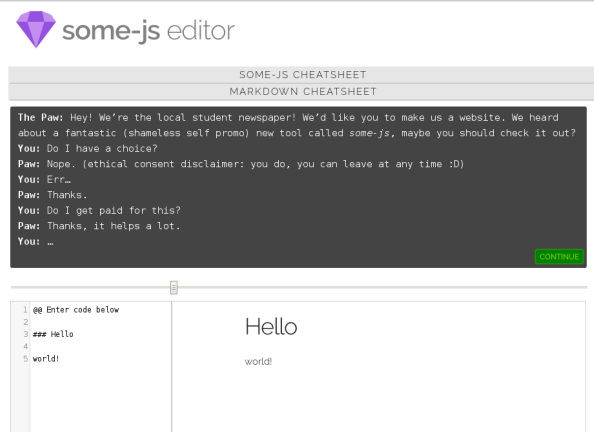 some-js editor
SOME-JS CHEATSHEET
MARKDOWN CHEATSHEET
The Paw: Hey! We’re the local student newspaper! We’d like you to make us a website. We heard
about a fantastic (shameless self promo) new tool called some-js, maybe you should check it out?
You: Do I have a choice?
Paw: Nope. (ethical consent disclaimer: you do, you can leave at any time :D)
You: Err…
Paw: Thanks.
You: Do I get paid for this?
Paw: Thanks, it helps a lot.
You: …
CONTINUE
1 @@ Enter code below
2
3 ### Hello
4
5 world!
Hello
world!